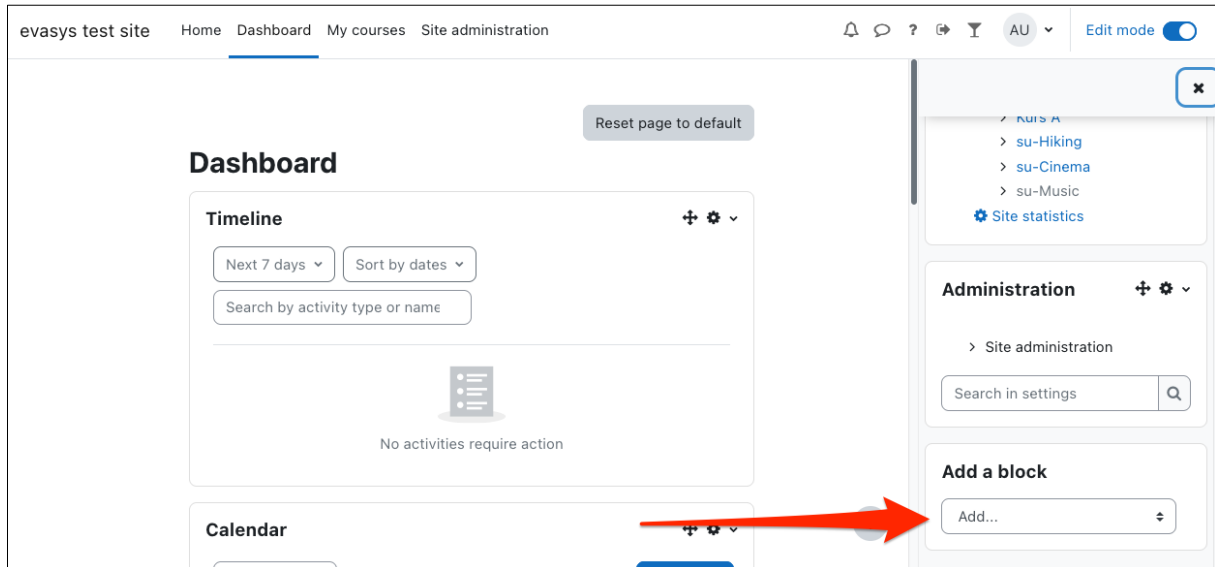 evasys test site Home Dashboard My courses Site administration ? AU Edit mode
Reset page to default
Dashboard
Timeline
Next 7 days Sort by dates
Search by activity type or name
No activities require action
Calendar
Kurs A
su-Hiking
su-Cinema
su-Music
Site statistics
Administration
Site administration
Search in settings
Add a block
Add...